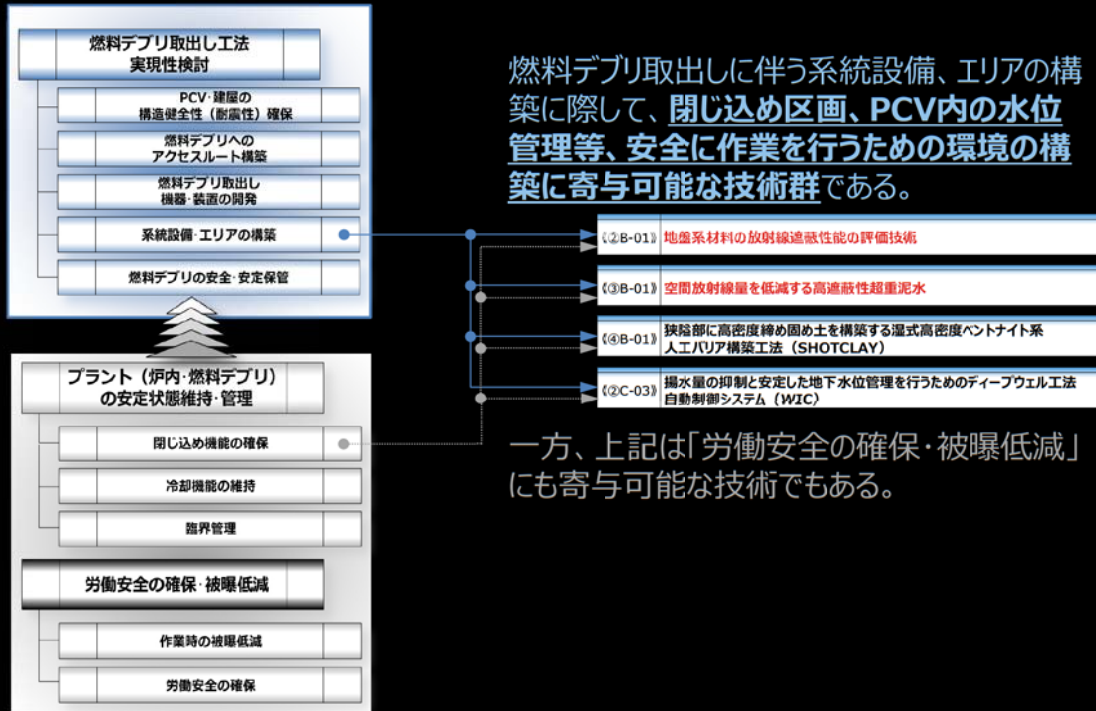 燃料デブリ取出し工法
実現性検討
PCV・建屋の
構造健全性（耐震性）確保
燃料デブリへの
アクセスルート構築
燃料デブリ取出し
機器・装置の開発
系統設備・エリアの構築
燃料デブリの安全・安定保管
プラント（炉内・燃料デブリ）
の安定状態維持・管理
閉じ込め機能の確保
冷却機能の維持
臨界管理
労働安全の確保・被曝低減
作業時の被曝低減
労働安全の確保
燃料デブリ取出しに伴う系統設備、エリアの構
築に際して、閉じ込め区画、PCV内の水位
管理等、安全に作業を行うための環境の構
築に寄与可能な技術群である。
《②B-01》 地盤系材料の放射線遮蔽性能の評価技術
《③B-01》 空間放射線量を低減する高遮蔽性超重泥水
《④B-01》 狭隘部に高密度締め固め土を構築する湿式高密度ベントナイト系
人工バリア構築工法（SHOTCLAY）
《②C-03》 揚水量の抑制と安定した地下水位管理を行うためのディープウェル工法
自動制御システム（WIC）
一方、上記は「労働安全の確保・被曝低減」
にも寄与可能な技術でもある。